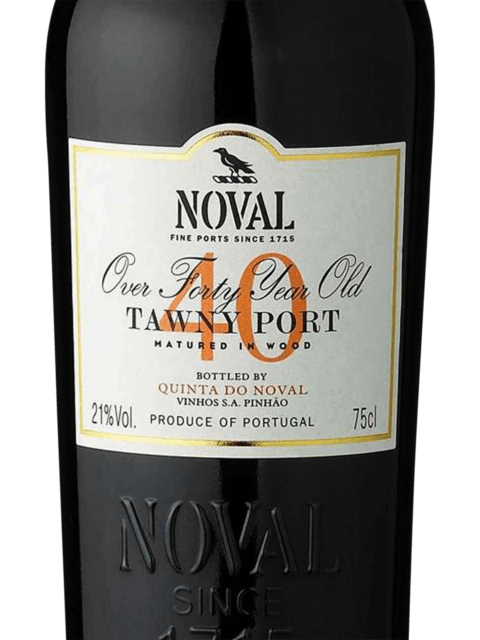 NOVAL
FINE PORTS SINCE 1715
Over Forty Year Old
40
TAWNY PORT
MATURED IN WOOD
BOTTLED BY
QUINTA DO NOVAL
VINHOS S.A. PINHÃO
21%Vol. PRODUCE OF PORTUGAL 75cl
NOVAL
SINCE
1715